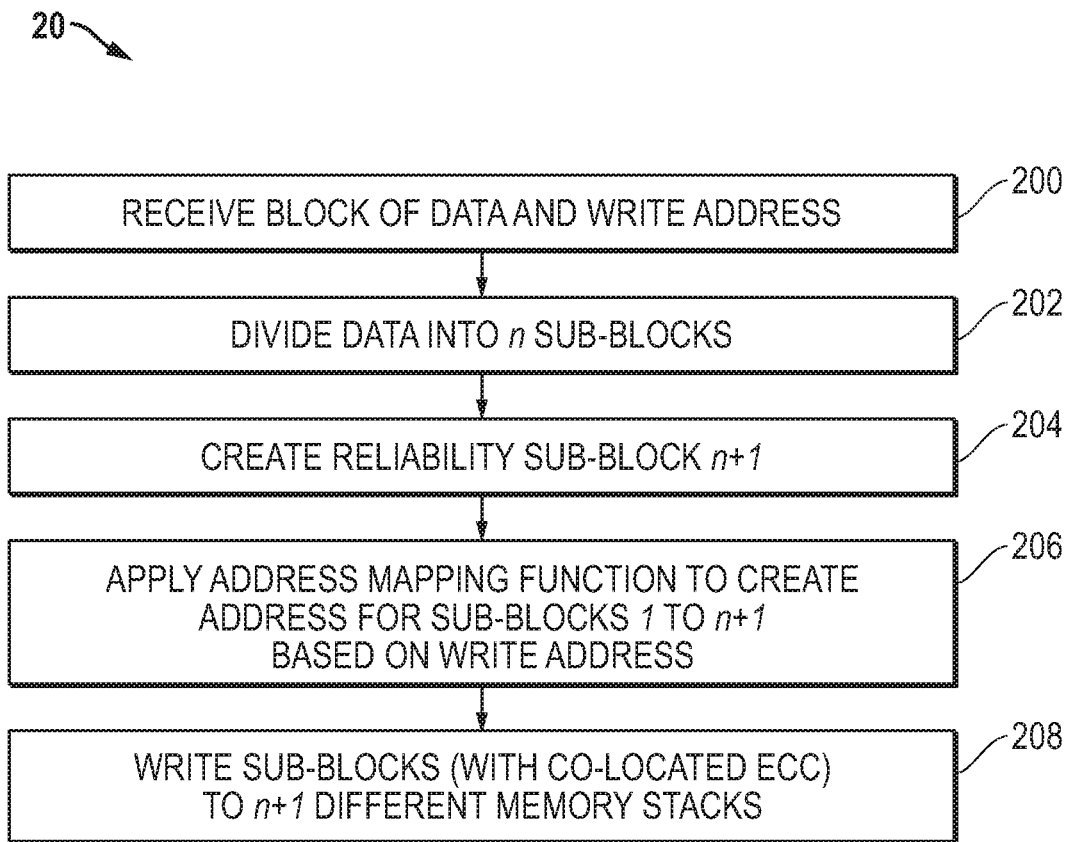 20
200
RECEIVE BLOCK OF DATA AND WRITE ADDRESS
202
DIVIDE DATA INTO n SUB-BLOCKS
204
CREATE RELIABILITY SUB-BLOCK n+1
206
APPLY ADDRESS MAPPING FUNCTION TO CREATE
ADDRESS FOR SUB-BLOCKS 1 TO n+1
BASED ON WRITE ADDRESS
208
WRITE SUB-BLOCKS (WITH CO-LOCATED ECC)
TO n+1 DIFFERENT MEMORY STACKS